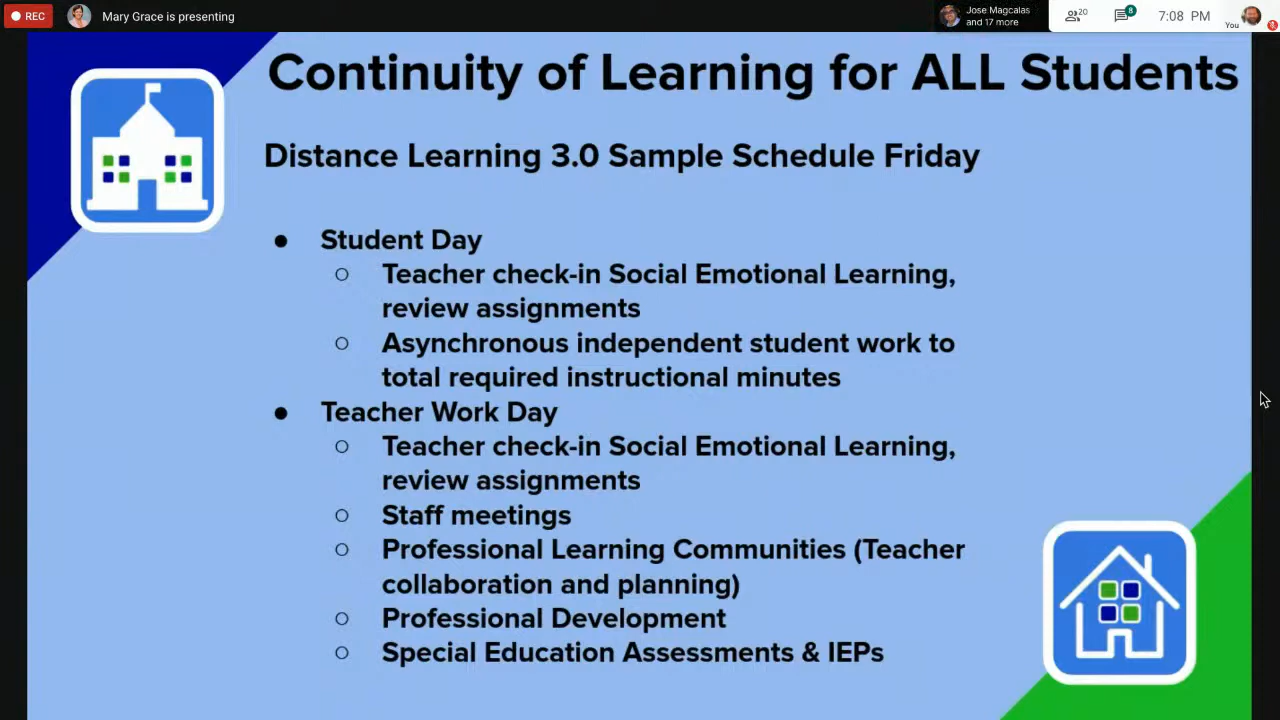 REC
Mary Grace is presenting
Jose Magcalas
and 17 more
20
8
7:08 PM
You
Continuity of Learning for ALL Students
Distance Learning 3.0 Sample Schedule Friday
● Student Day
○ Teacher check-in Social Emotional Learning,
review assignments
○ Asynchronous independent student work to
total required instructional minutes
● Teacher Work Day
○ Teacher check-in Social Emotional Learning,
review assignments
○ Staff meetings
○ Professional Learning Communities (Teacher
collaboration and planning)
○ Professional Development
○ Special Education Assessments & IEPs